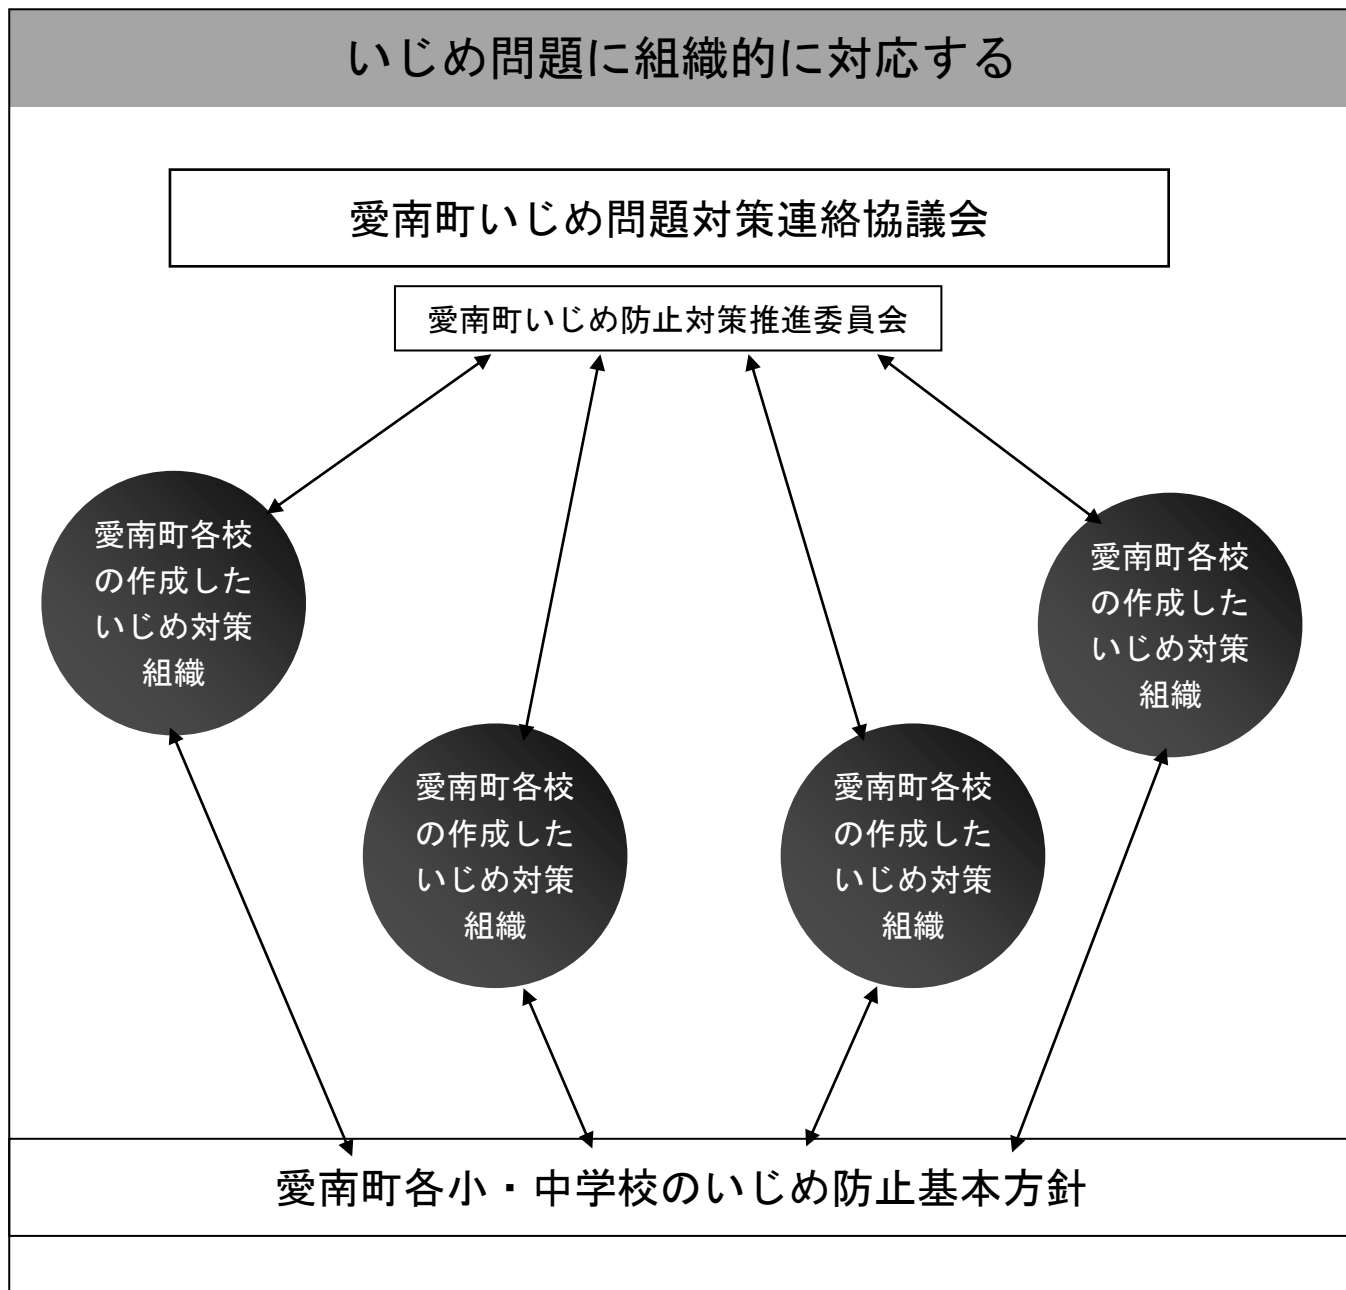 いじめ問題に組織的に対応する
愛南町いじめ問題対策連絡協議会
愛南町いじめ防止対策推進委員会
愛南町各校
の作成した
いじめ対策
組織
愛南町各校
の作成した
いじめ対策
組織
愛南町各校
の作成した
いじめ対策
組織
愛南町各校
の作成した
いじめ対策
組織
愛南町各小・中学校のいじめ防止基本方針